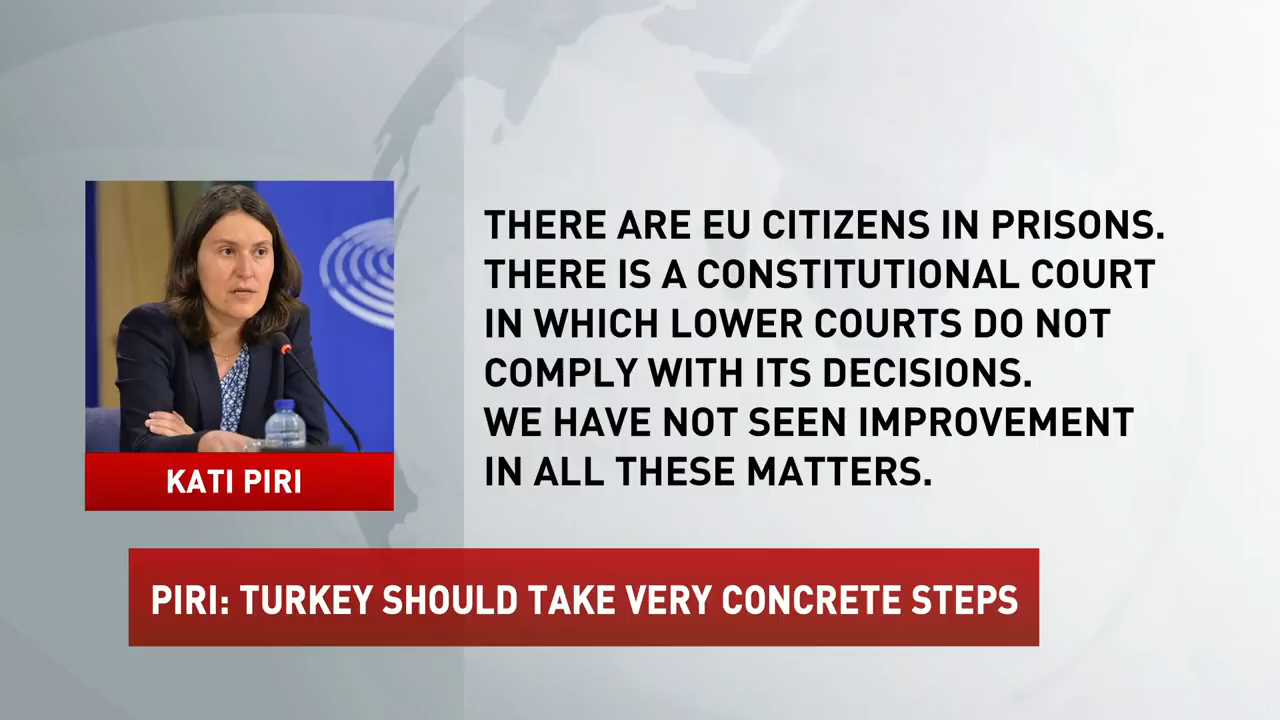 THERE ARE EU CITIZENS IN PRISONS.
THERE IS A CONSTITUTIONAL COURT
IN WHICH LOWER COURTS DO NOT
COMPLY WITH ITS DECISIONS.
WE HAVE NOT SEEN IMPROVEMENT
IN ALL THESE MATTERS.
KATI PIRI
PIRI: TURKEY SHOULD TAKE VERY CONCRETE STEPS